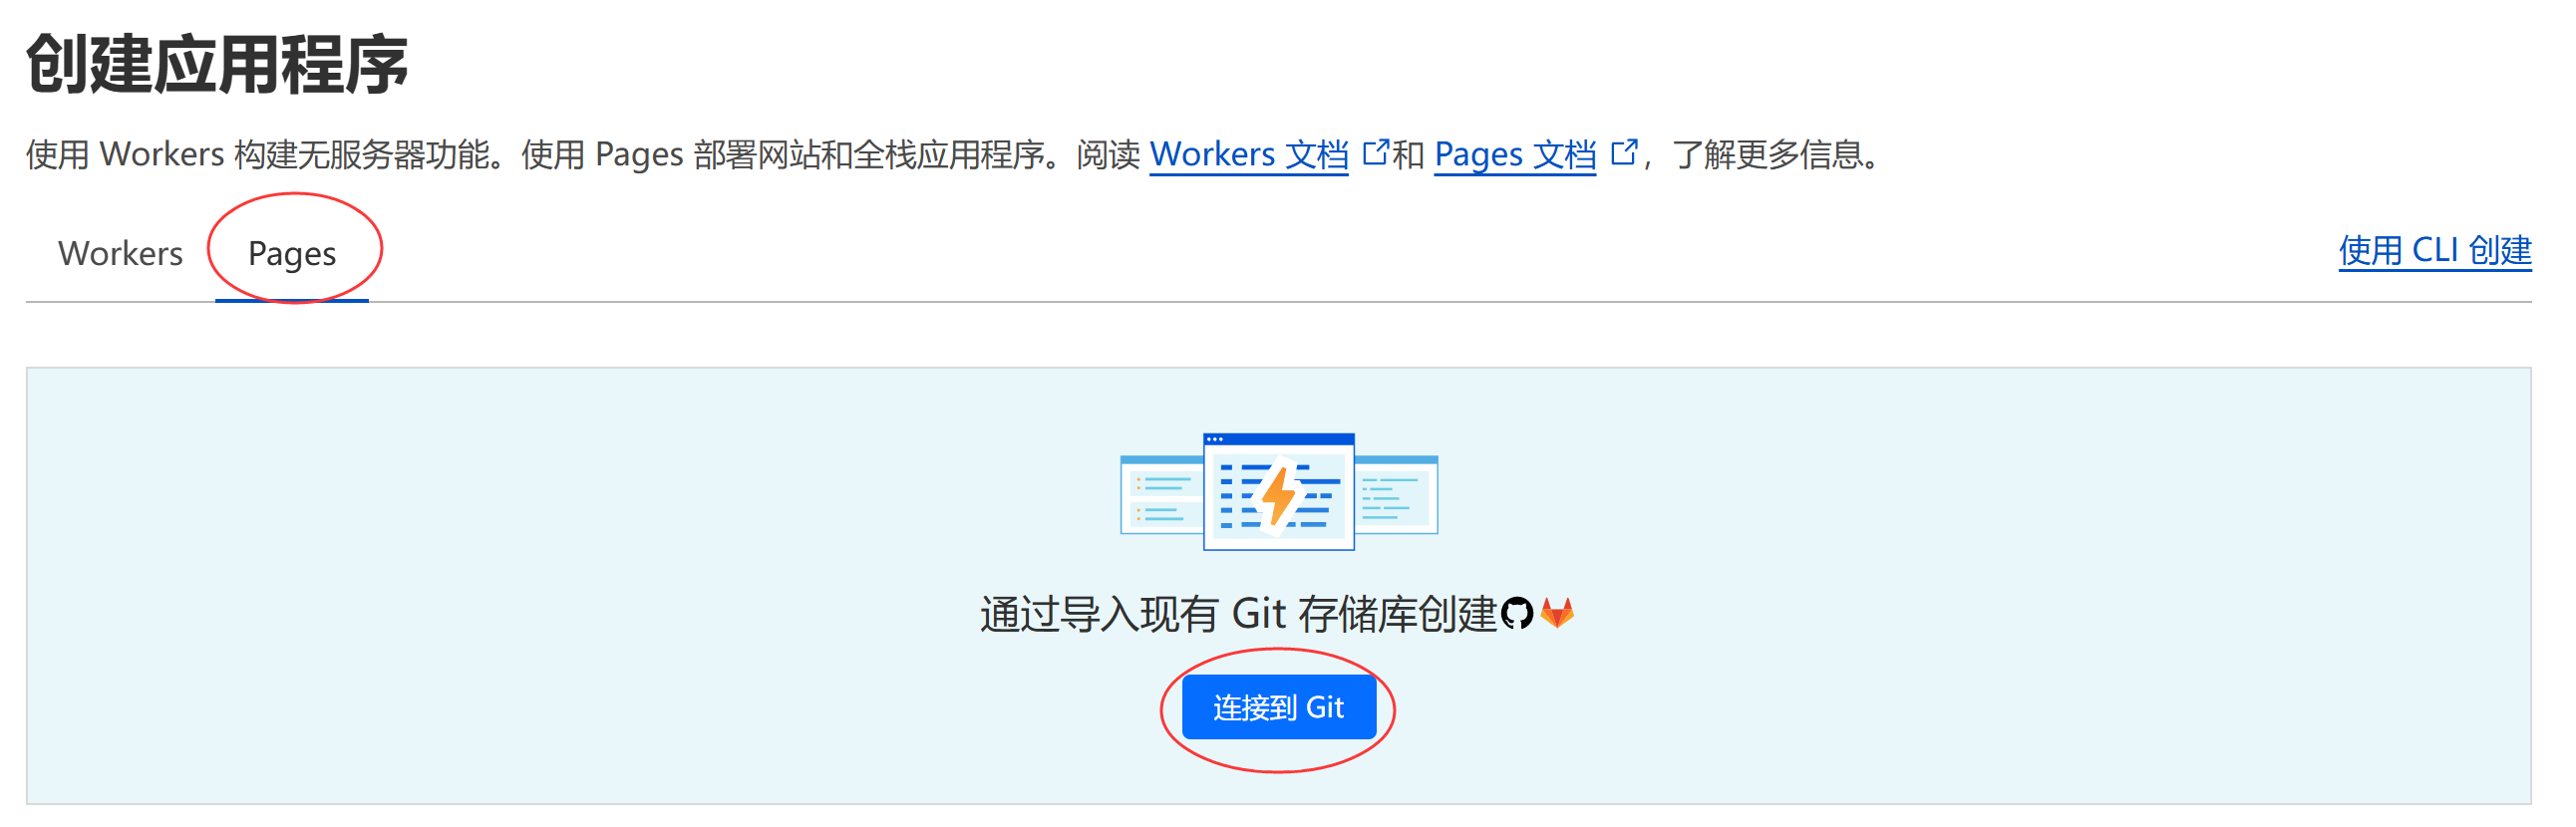 创建应用程序
使用 Workers 构建无服务器功能。使用 Pages 部署网站和全栈应用程序。阅读 Workers 文档 和 Pages 文档 ，了解更多信息。
Workers Pages 使用 CLI 创建
通过导入现有 Git 存储库创建
连接到 Git